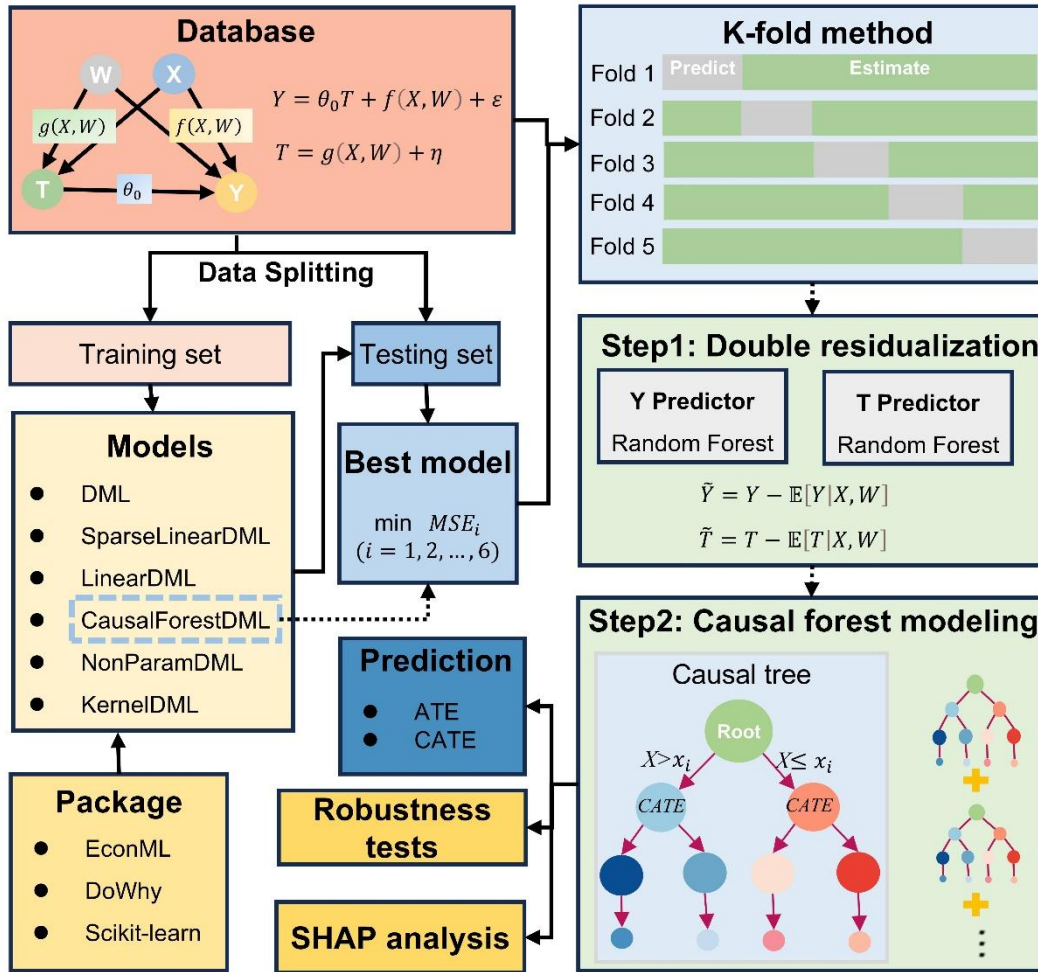 Database
W
X
g(X,W)
f(X,W)
T
θ₀
Y
Y = θ₀T + f(X,W) + ε
T = g(X,W) + η
Data Splitting
Training set
Testing set
Models
● DML
● SparseLinearDML
● LinearDML
● CausalForestDML
● NonParamDML
● KernelDML
Best model
min MSEᵢ
(i = 1, 2, …, 6)
Package
● EconML
● DoWhy
● Scikit-learn
Prediction
● ATE
● CATE
Robustness
tests
SHAP analysis
K-fold method
Fold 1 Predict Estimate
Fold 2
Fold 3
Fold 4
Fold 5
Step1: Double residualization
Y Predictor
Random Forest
T Predictor
Random Forest
Ỹ = Y − 𝔼[Y|X,W]
T̃ = T − 𝔼[T|X,W]
Step2: Causal forest modeling
Causal tree
Root
X>xᵢ
X≤ xᵢ
CATE
CATE